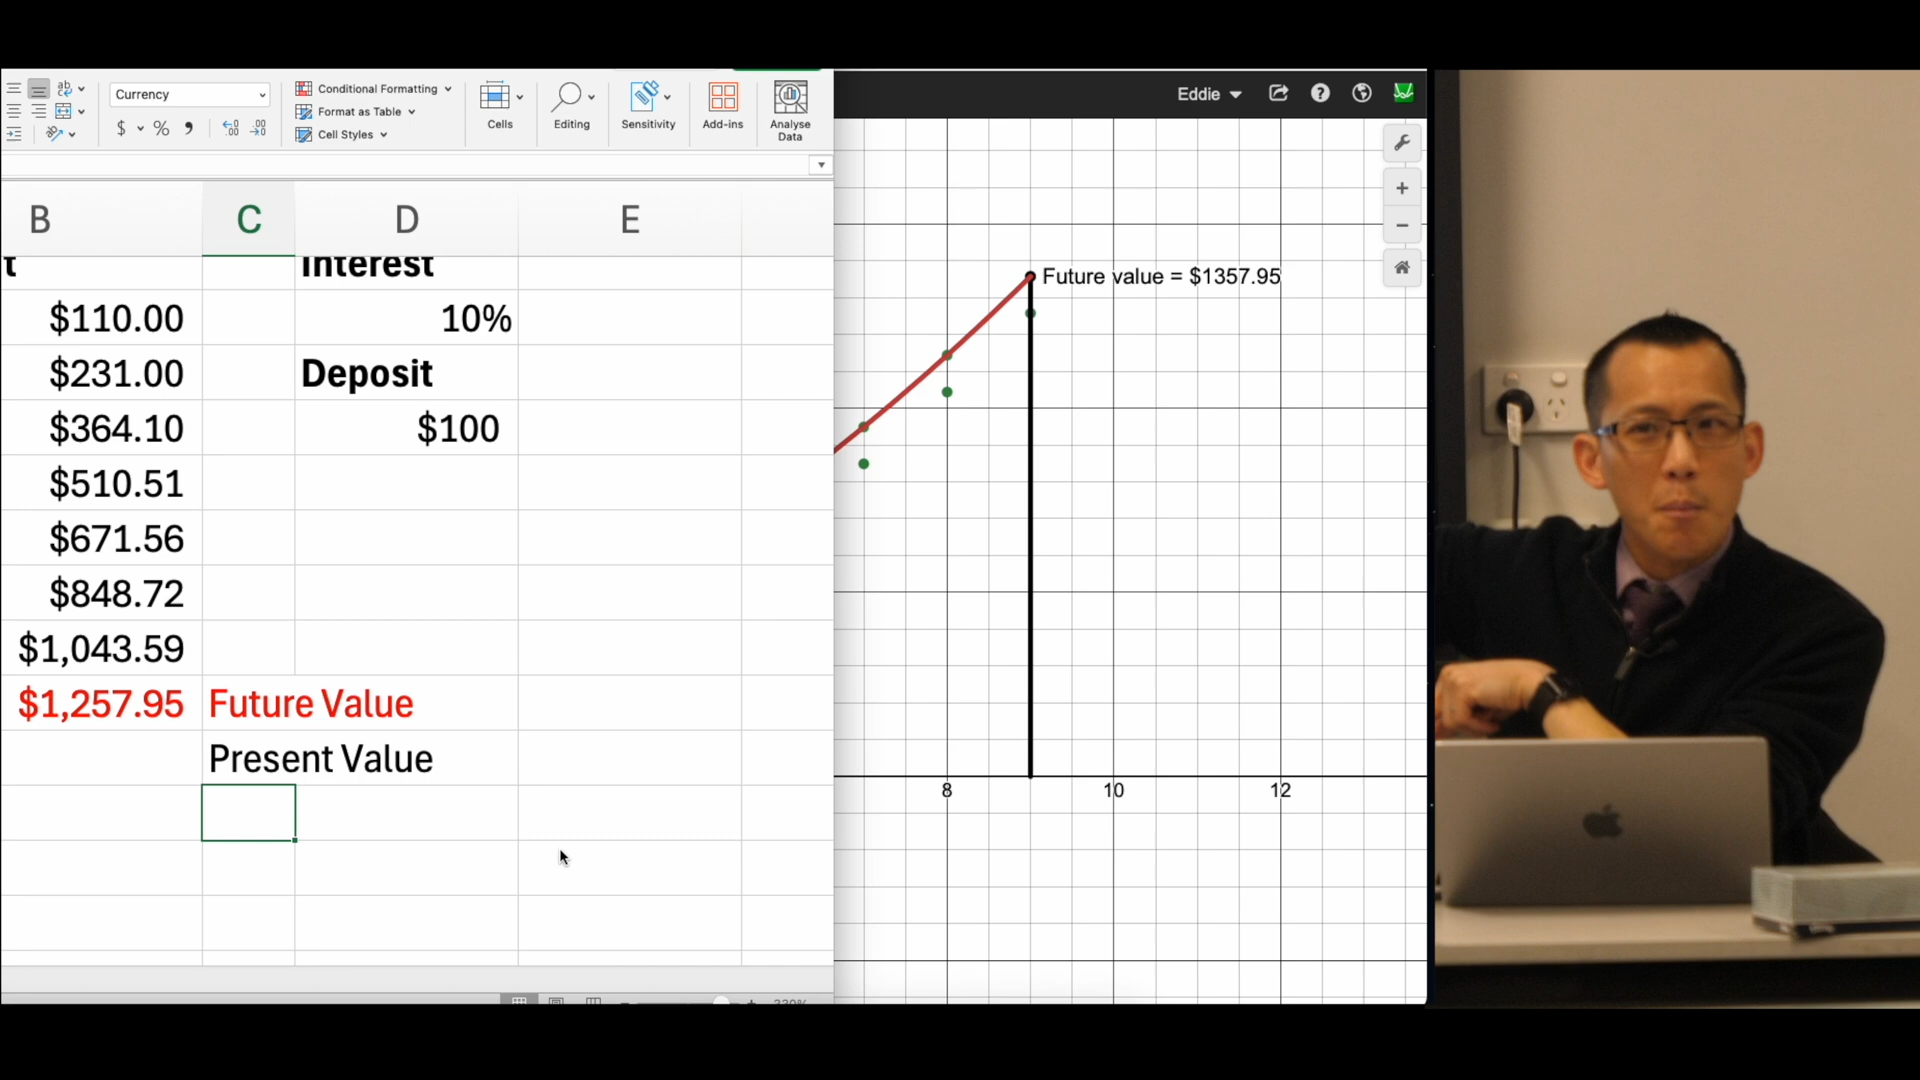 Currency
Conditional Formatting
Format as Table
Cell Styles
Cells
Editing
Sensitivity
Add-ins
Analyse
Data
Eddie
B
C
D
E
t
Interest
$110.00
10%
$231.00
Deposit
$364.10
$100
$510.51
$671.56
$848.72
$1,043.59
$1,257.95
Future Value
Present Value
Future value = $1357.95
8
10
12